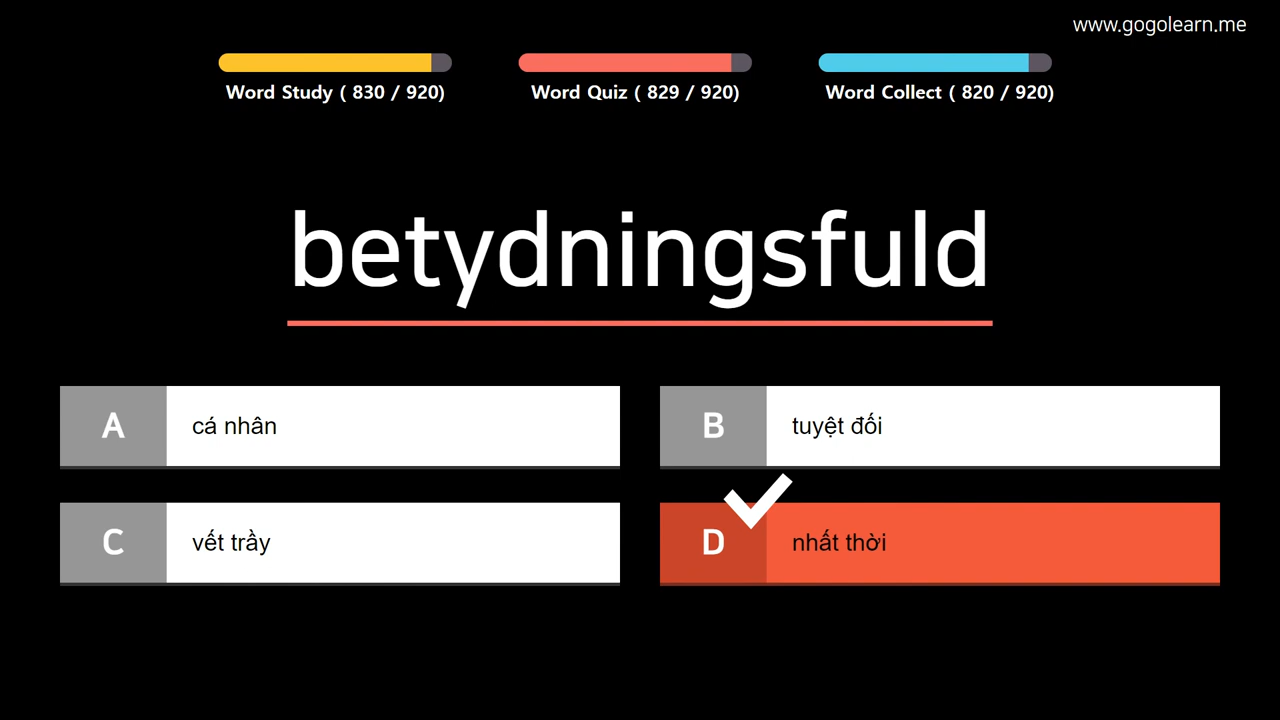 www.gogolearn.me
Word Study ( 830 / 920)
Word Quiz ( 829 / 920)
Word Collect ( 820 / 920)
betydningsfuld
A
cá nhân
B
tuyệt đối
C
vết trầy
D
nhất thời